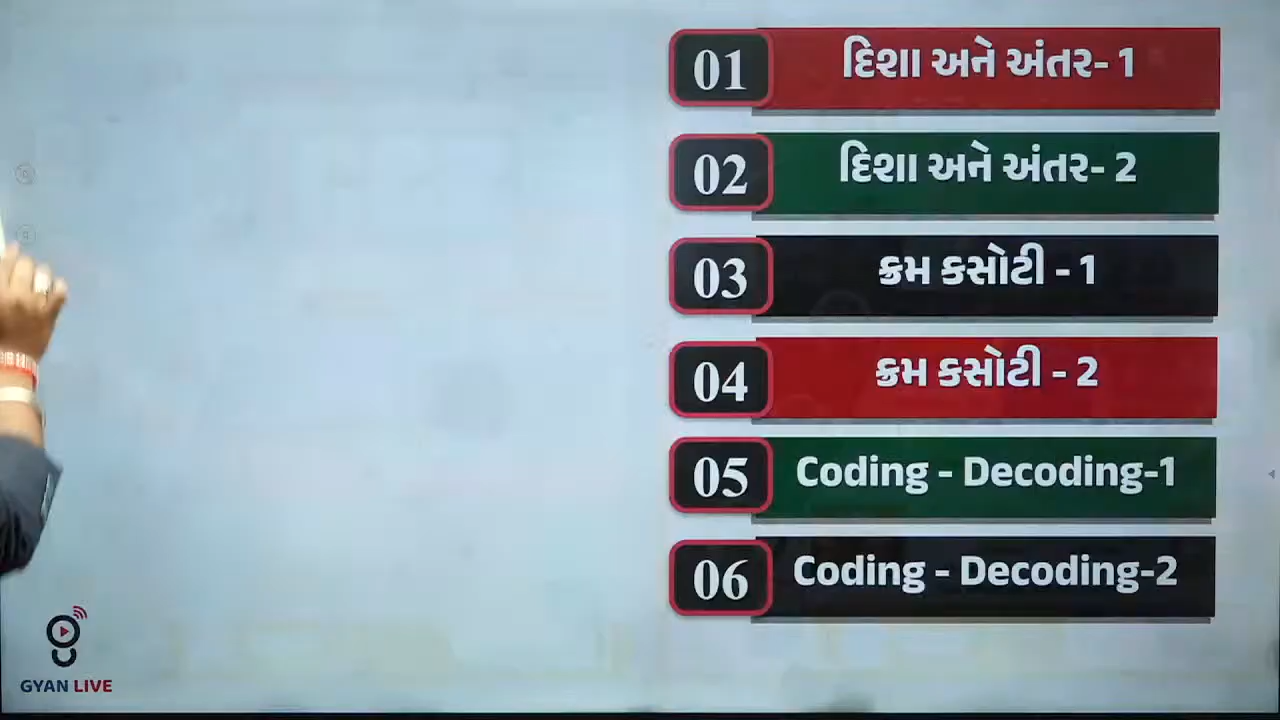 01 દિશા અને અંતર- 1
02 દિશા અને અંતર- 2
03 ક્રમ કસોટી - 1
04 ક્રમ કસોટી - 2
05 Coding - Decoding-1
06 Coding - Decoding-2
GYAN LIVE